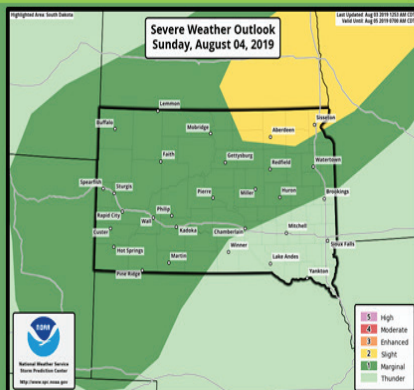 Highlighted Area: South Dakota
Last Updated: Aug 03 2019 1253 AM CDT
Valid Until: Aug 05 2019 0700 AM CDT
Severe Weather Outlook
Sunday, August 04, 2019
Lemmon
Sisseton
Buffalo
Mobridge
Aberdeen
Faith
Gettysburg
Redfield
Watertown
Spearfish
Sturgis
Pierre
Miller
Huron
Brookings
Rapid City
Wall
Philip
Custer
Kadoka
Chamberlain
Mitchell
Sioux Falls
Hot Springs
Winner
Martin
Lake Andes
Pine Ridge
Yankton
NOAA
National Weather Service
Storm Prediction Center
http://www.spc.noaa.gov
5 High
4 Moderate
3 Enhanced
2 Slight
1 Marginal
Thunder